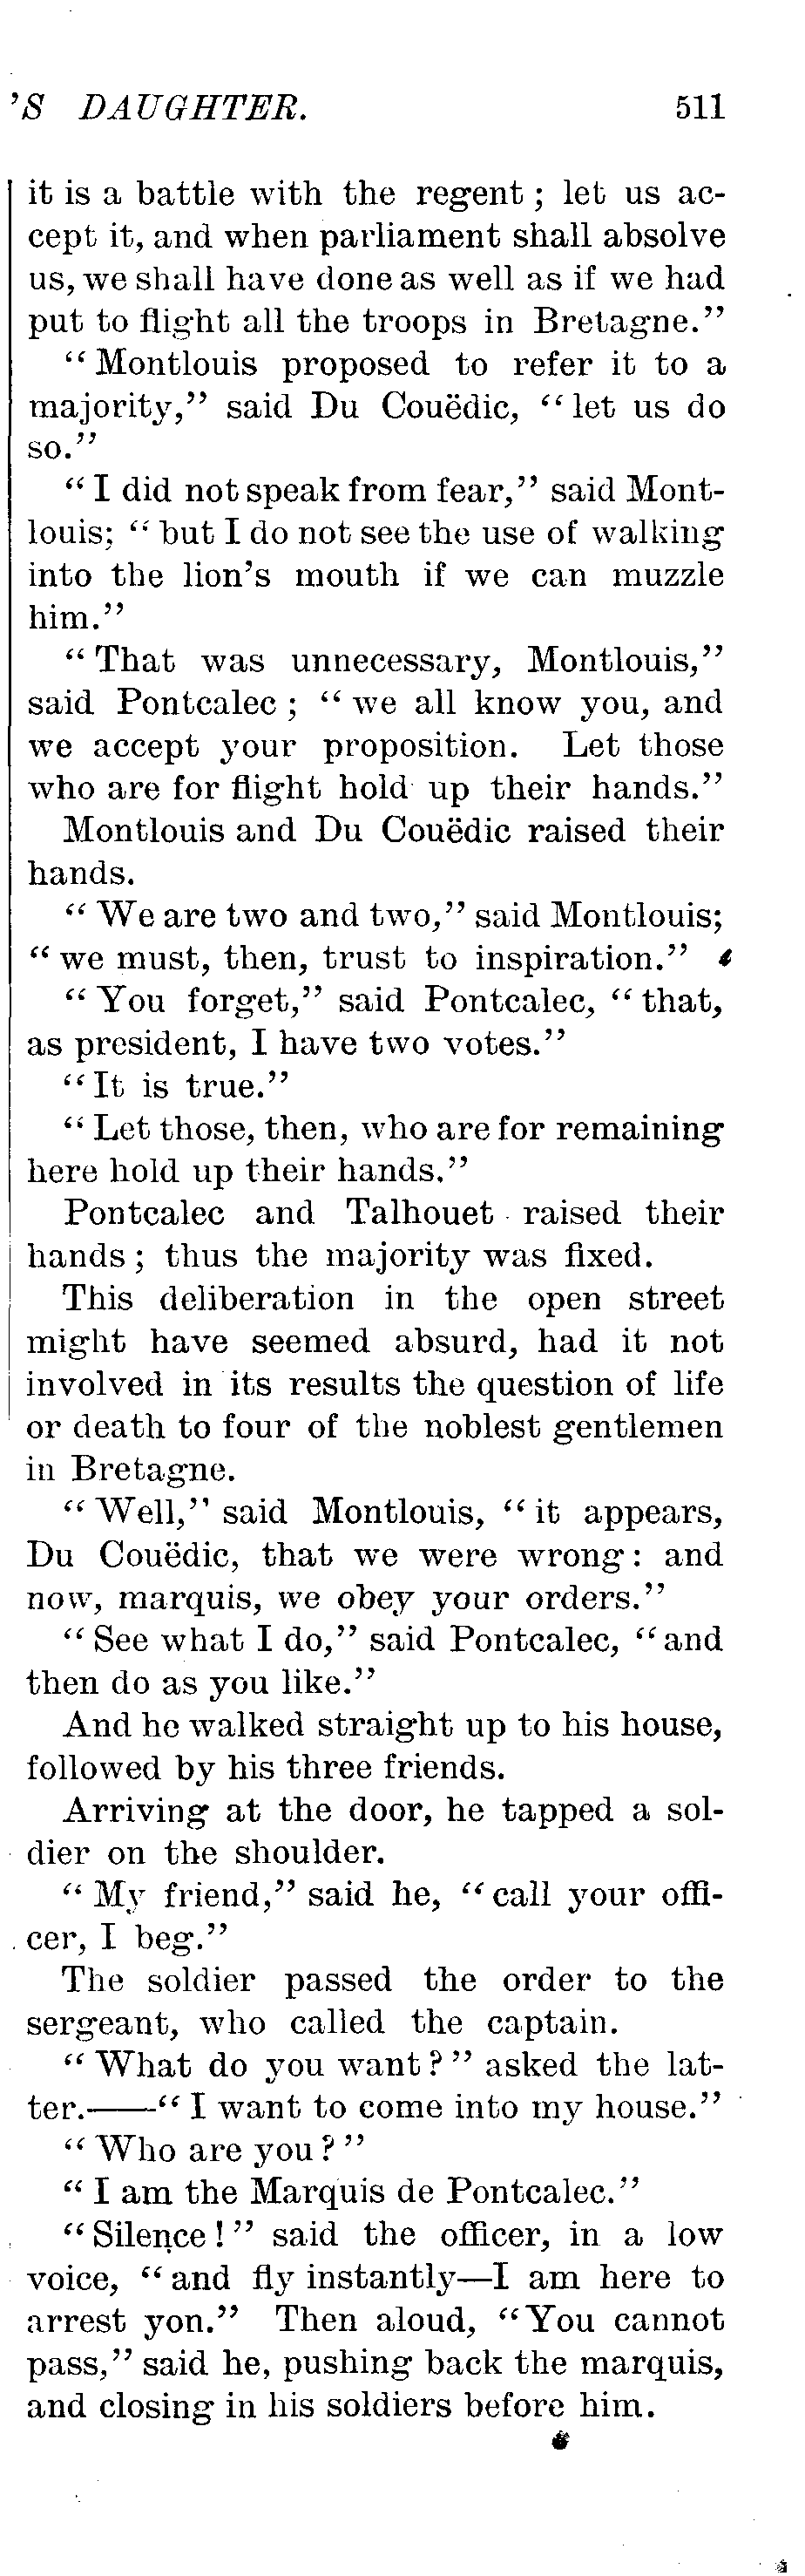 'S DAUGHTER. 511
it is a battle with the regent ; let us ac-
cept it, and when parliament shall absolve
us, we shall have done as well as if we had
put to flight all the troops in Bretagne."
" Montlouis proposed to refer it to a
majority," said Du Couëdic, " let us do
so."
" I did not speak from fear," said Mont-
louis; " but I do not see the use of walking
into the lion's mouth if we can muzzle
him."
" That was unnecessary, Montlouis,"
said Pontcalec ; " we all know you, and
we accept your proposition. Let those
who are for flight hold up their hands."
Montlouis and Du Couëdic raised their
hands.
" We are two and two," said Montlouis;
" we must, then, trust to inspiration."
" You forget," said Pontcalec, " that,
as president, I have two votes."
" It is true."
" Let those, then, who are for remaining
here hold up their hands."
Pontcalec and Talhouet raised their
hands ; thus the majority was fixed.
This deliberation in the open street
might have seemed absurd, had it not
involved in its results the question of life
or death to four of the noblest gentlemen
in Bretagne.
" Well," said Montlouis, " it appears,
Du Couëdic, that we were wrong : and
now, marquis, we obey your orders."
" See what I do," said Pontcalec, " and
then do as you like."
And he walked straight up to his house,
followed by his three friends.
Arriving at the door, he tapped a sol-
dier on the shoulder.
" My friend," said he, " call your offi-
cer, I beg."
The soldier passed the order to the
sergeant, who called the captain.
" What do you want ? " asked the lat-
ter.——" I want to come into my house."
" Who are you ? "
" I am the Marquis de Pontcalec."
" Silence ! " said the officer, in a low
voice, " and fly instantly—I am here to
arrest yon." Then aloud, " You cannot
pass," said he, pushing back the marquis,
and closing in his soldiers before him.